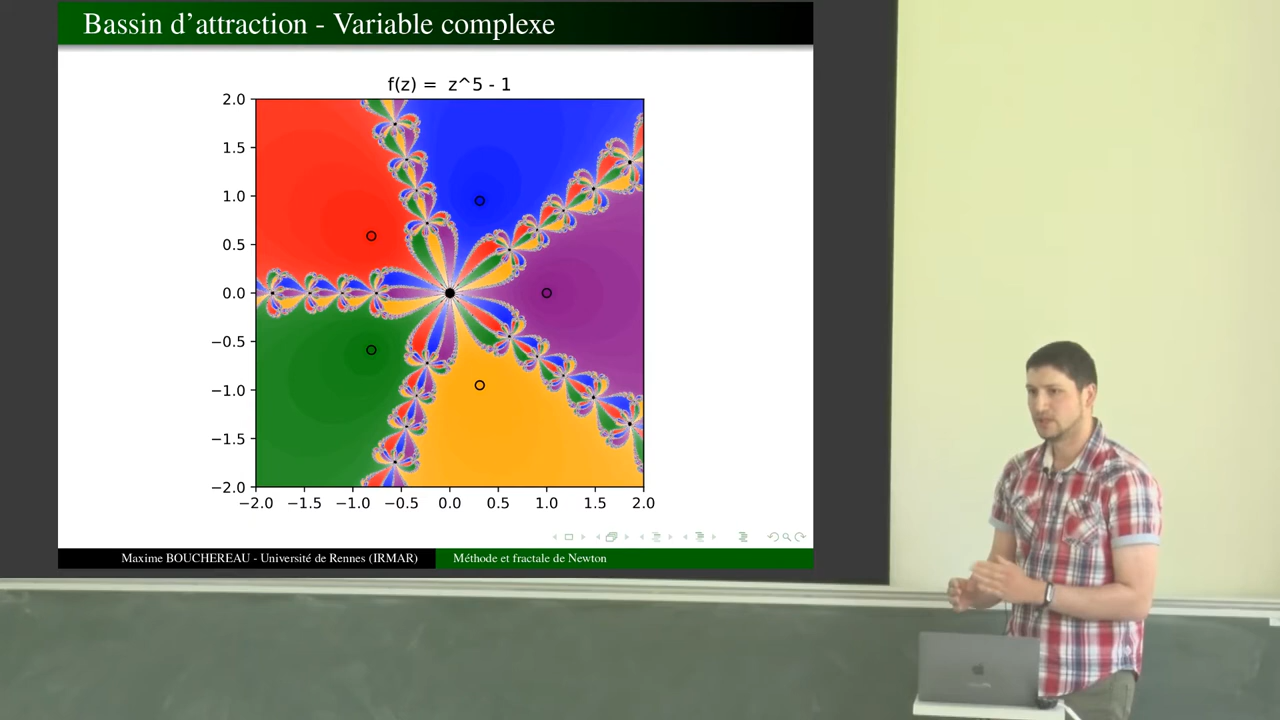 Bassin d'attraction - Variable complexe
f(z) = z^5 - 1
2.0
1.5
1.0
0.5
0.0
−0.5
−1.0
−1.5
−2.0
−2.0 −1.5 −1.0 −0.5 0.0 0.5 1.0 1.5 2.0
Maxime BOUCHEREAU - Université de Rennes (IRMAR) Méthode et fractale de Newton